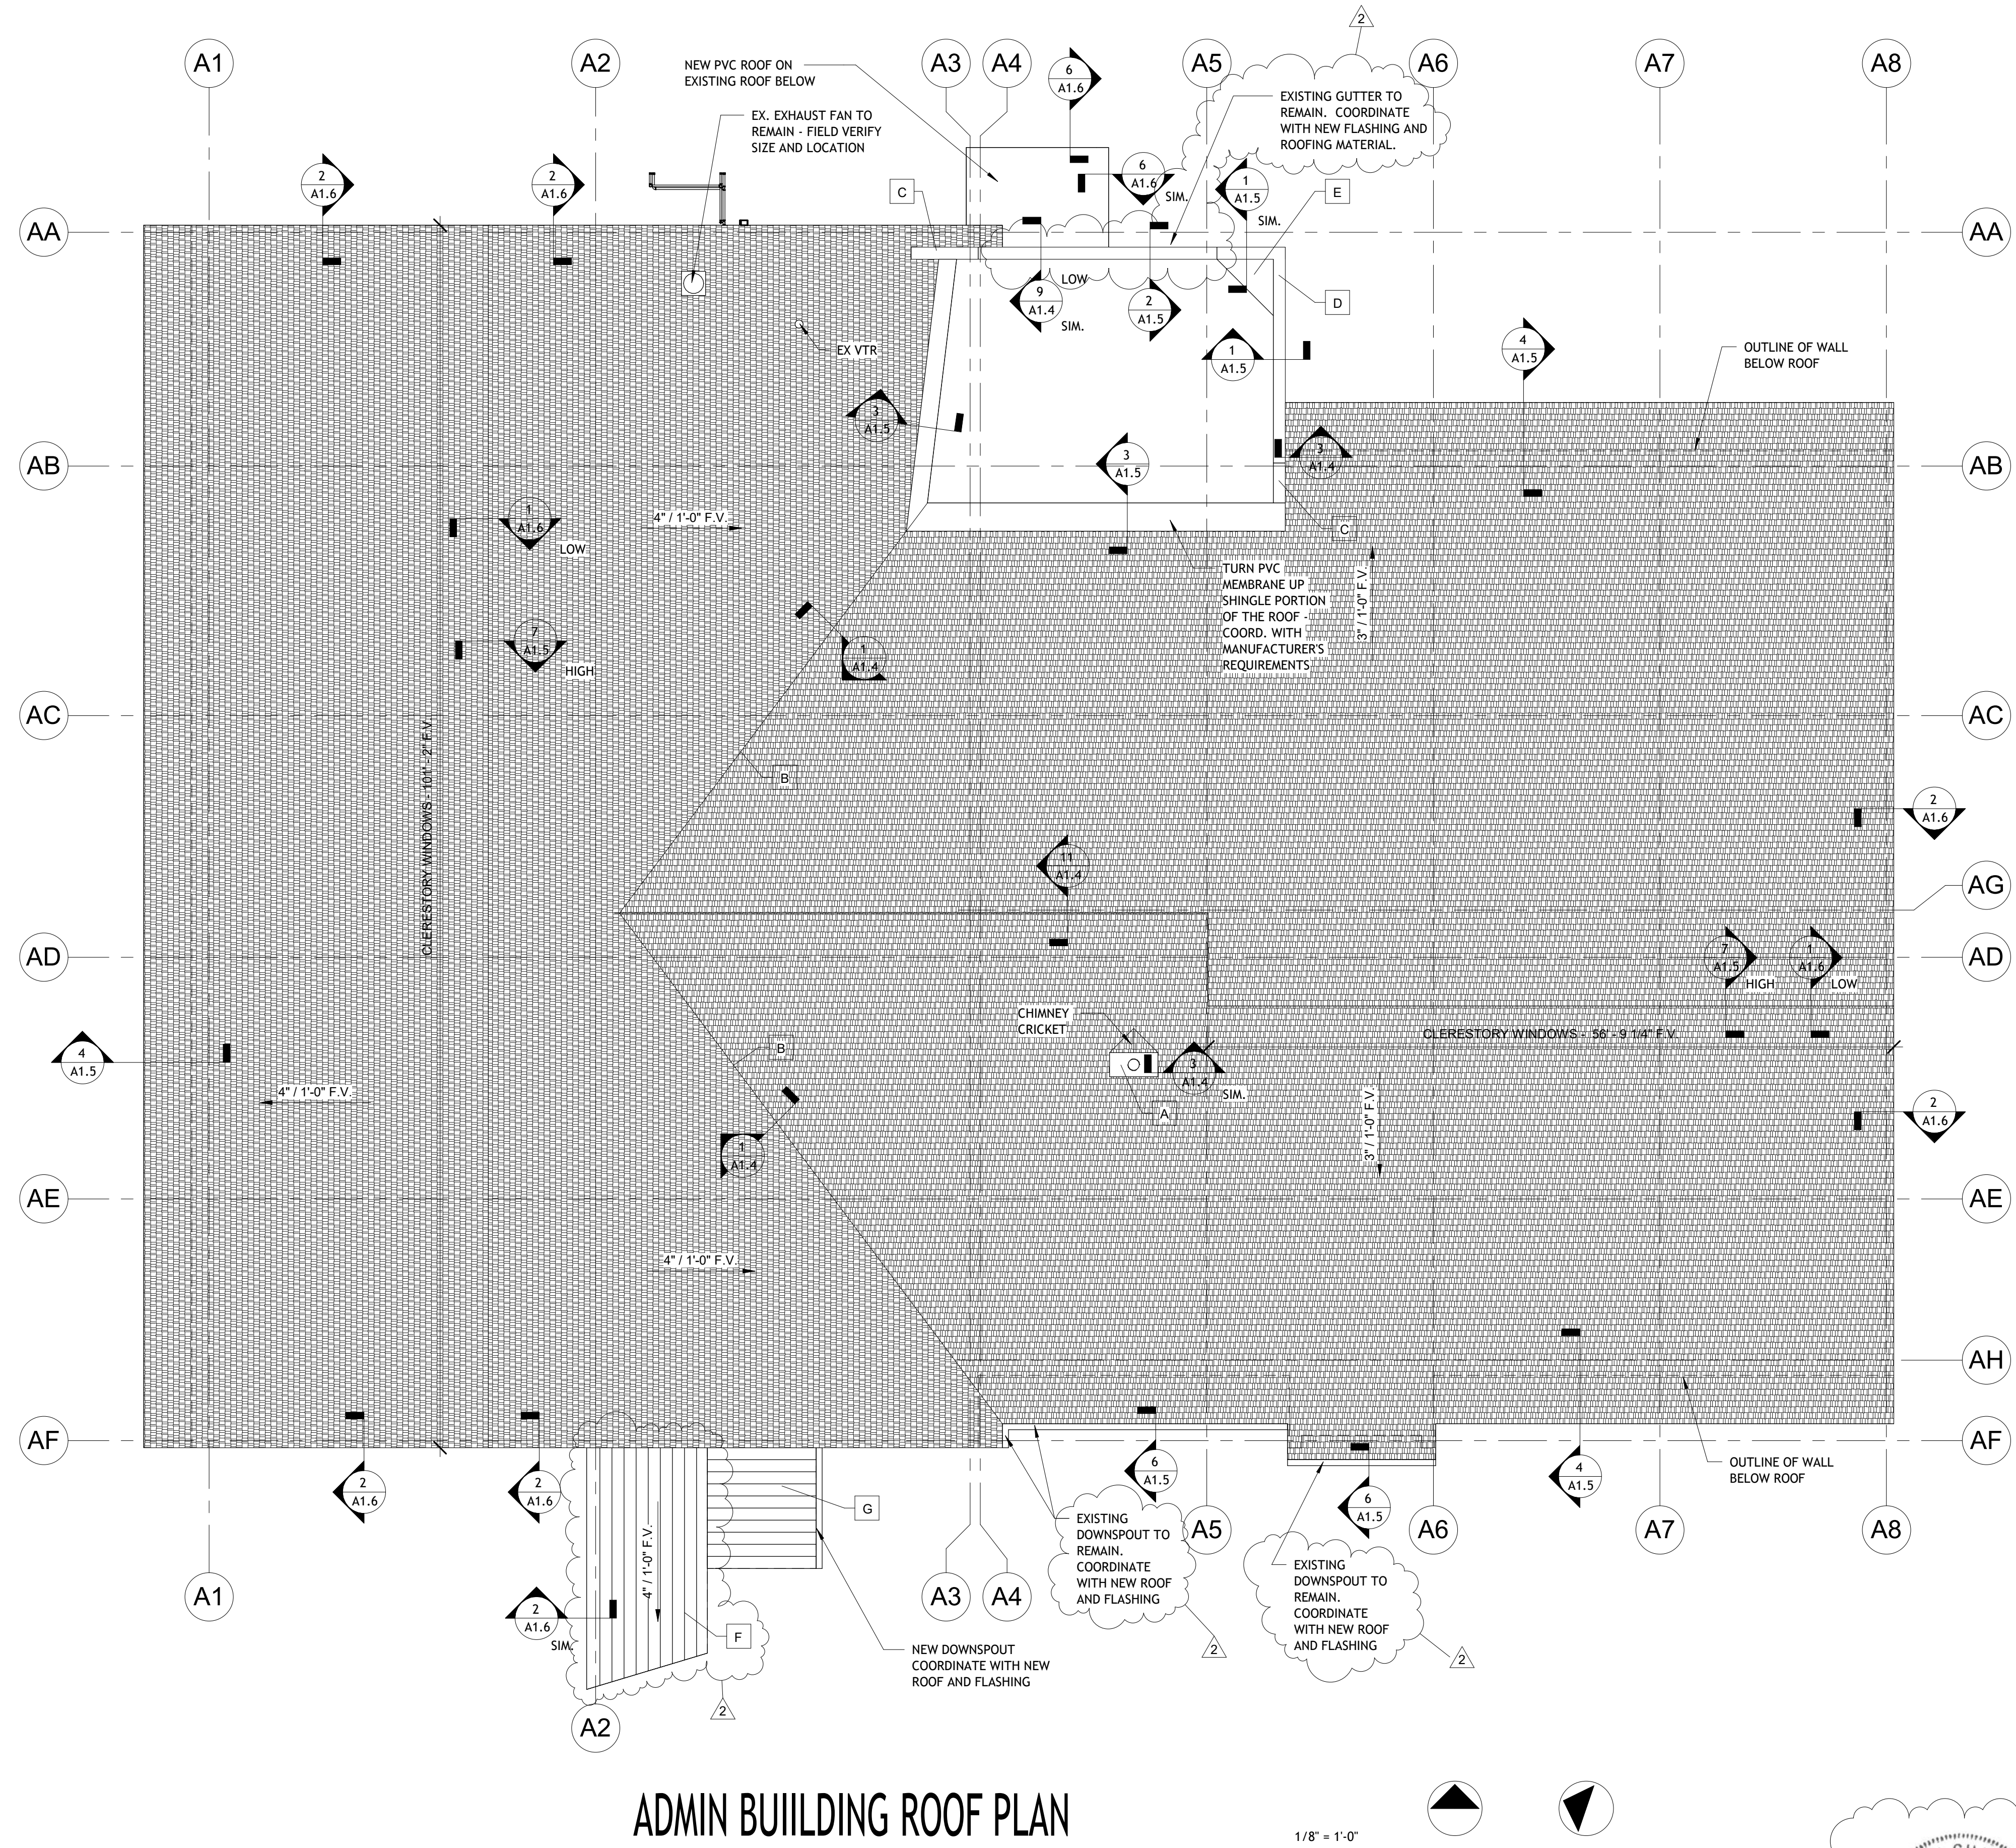 2
A1
A2
A3
A4
A5
A6
A7
A8
NEW PVC ROOF ON
EXISTING ROOF BELOW
6
A1.6
EX. EXHAUST FAN TO
REMAIN - FIELD VERIFY
SIZE AND LOCATION
EXISTING GUTTER TO
REMAIN. COORDINATE
WITH NEW FLASHING AND
ROOFING MATERIAL.
2
A1.6
2
A1.6
6
A1.6
SIM.
1
A1.5
SIM.
C
E
AA
AA
LOW
9
A1.4
SIM.
2
A1.5
D
EX VTR
1
A1.5
4
A1.5
OUTLINE OF WALL
BELOW ROOF
3
A1.5
3
A1.5
3
A1.4
AB
AB
1
A1.6
LOW
4" / 1'-0" F.V.
C
TURN PVC
MEMBRANE UP
SHINGLE PORTION
OF THE ROOF -
COORD. WITH
MANUFACTURER'S
REQUIREMENTS
3" / 1'-0" F.V.
7
A1.5
HIGH
1
A1.4
AC
AC
CLERESTORY WINDOWS - 101' - 2" F.V.
B
2
A1.6
11
A1.4
AG
AD
AD
7
A1.5
HIGH
1
A1.6
LOW
CHIMNEY
CRICKET
CLERESTORY WINDOWS - 56' - 9 1/4" F.V.
B
4
A1.5
3
A1.4
SIM.
A
4" / 1'-0" F.V.
3" / 1'-0" F.V.
2
A1.6
1
A1.4
AE
AE
4" / 1'-0" F.V.
AH
AF
AF
2
A1.6
2
A1.6
6
A1.5
6
A1.5
4
A1.5
OUTLINE OF WALL
BELOW ROOF
G
4" / 1'-0" F.V.
EXISTING
DOWNSPOUT TO
REMAIN.
COORDINATE
WITH NEW ROOF
AND FLASHING
2
EXISTING
DOWNSPOUT TO
REMAIN.
COORDINATE
WITH NEW ROOF
AND FLASHING
2
A1
A3
A4
A5
A6
A7
A8
2
A1.6
SIM.
F
NEW DOWNSPOUT
COORDINATE WITH NEW
ROOF AND FLASHING
2
A2
ADMIN BUIILDING ROOF PLAN
1/8" = 1'-0"